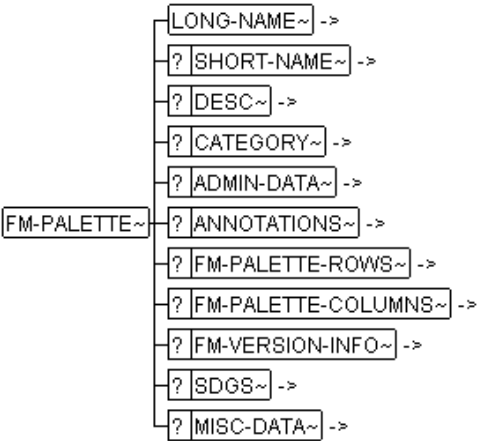 LONG-NAME~ ->
? SHORT-NAME~ ->
? DESC~ ->
? CATEGORY~ ->
? ADMIN-DATA~ ->
FM-PALETTE~ ? ANNOTATIONS~ ->
? FM-PALETTE-ROWS~ ->
? FM-PALETTE-COLUMNS~ ->
? FM-VERSION-INFO~ ->
? SDGS~ ->
? MISC-DATA~ ->